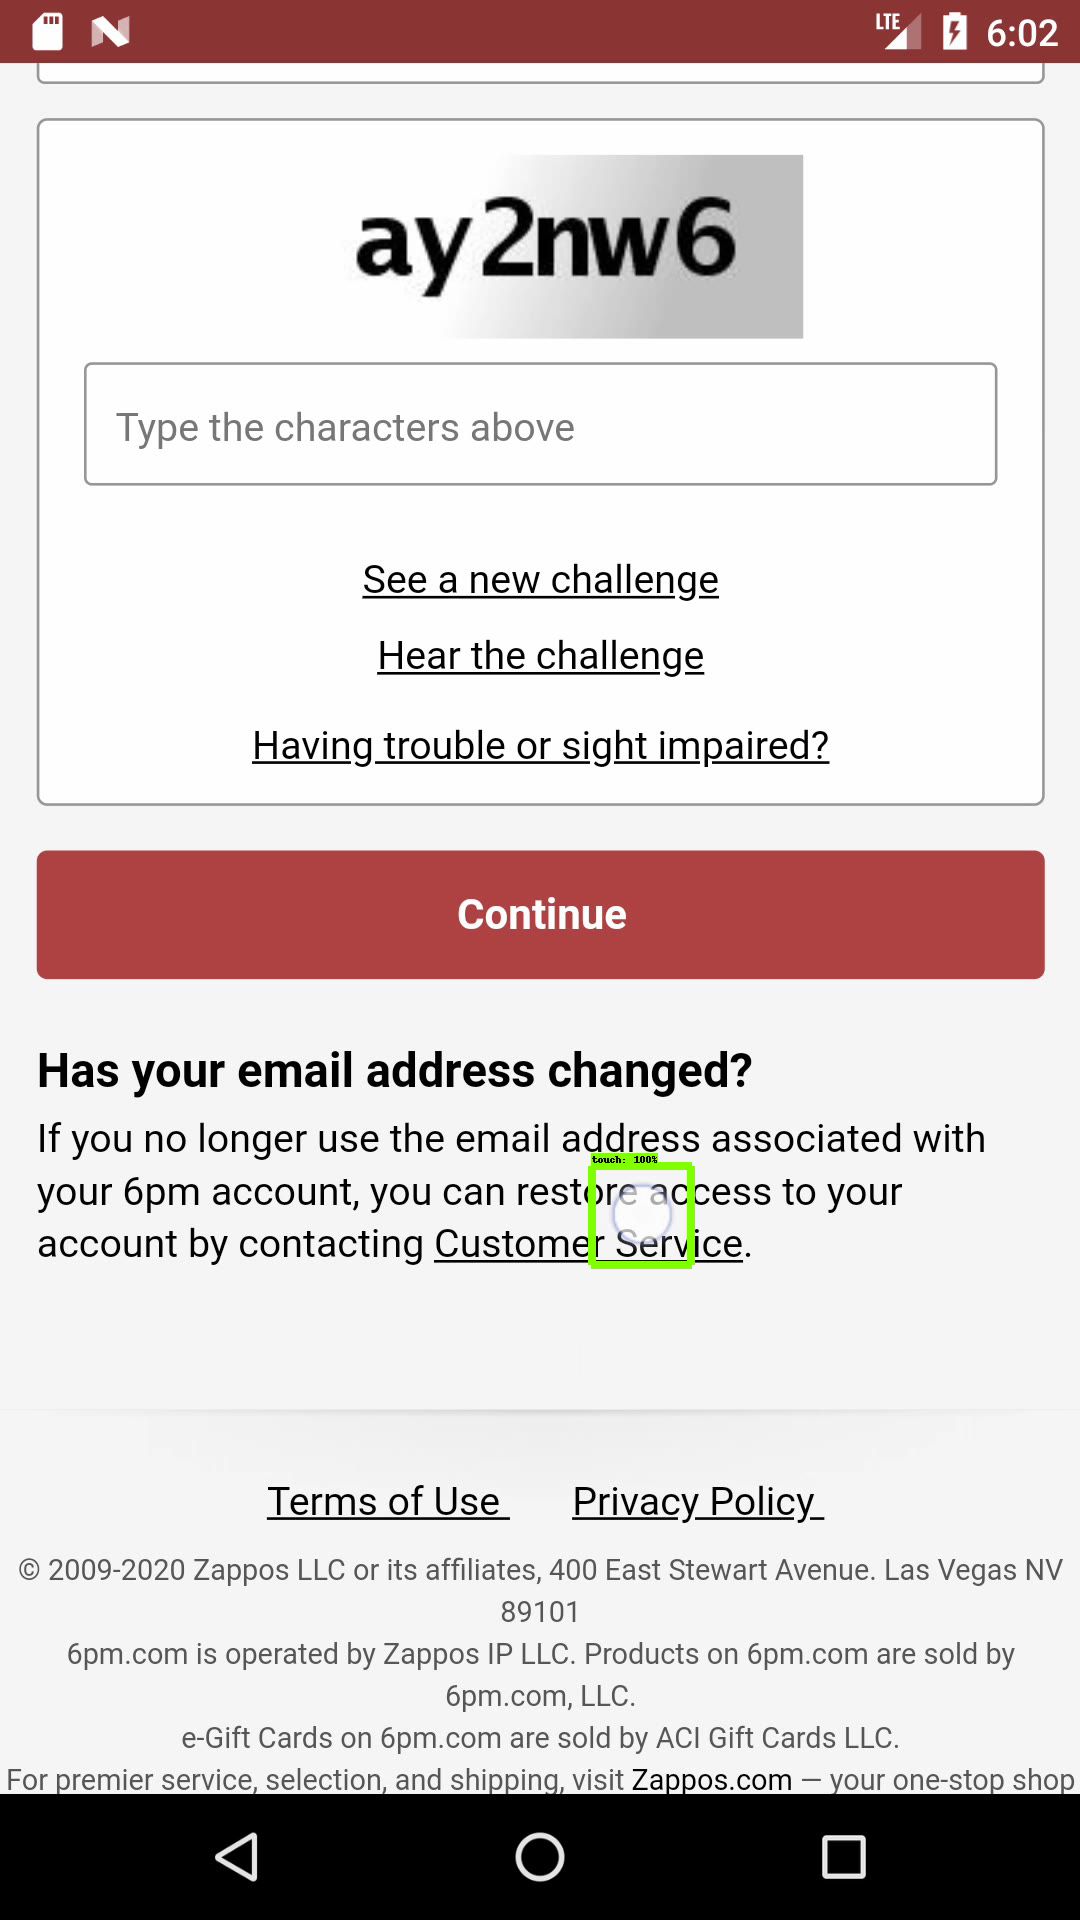 LTE 6:02
ay2nw6
Type the characters above
See a new challenge
Hear the challenge
Having trouble or sight impaired?
Continue
Has your email address changed?
If you no longer use the email address associated with
touch: 100%
your 6pm account, you can restore access to your
account by contacting Customer Service.
Terms of Use Privacy Policy
© 2009-2020 Zappos LLC or its affiliates, 400 East Stewart Avenue. Las Vegas NV
89101
6pm.com is operated by Zappos IP LLC. Products on 6pm.com are sold by
6pm.com, LLC.
e-Gift Cards on 6pm.com are sold by ACI Gift Cards LLC.
For premier service, selection, and shipping, visit Zappos.com — your one-stop shop